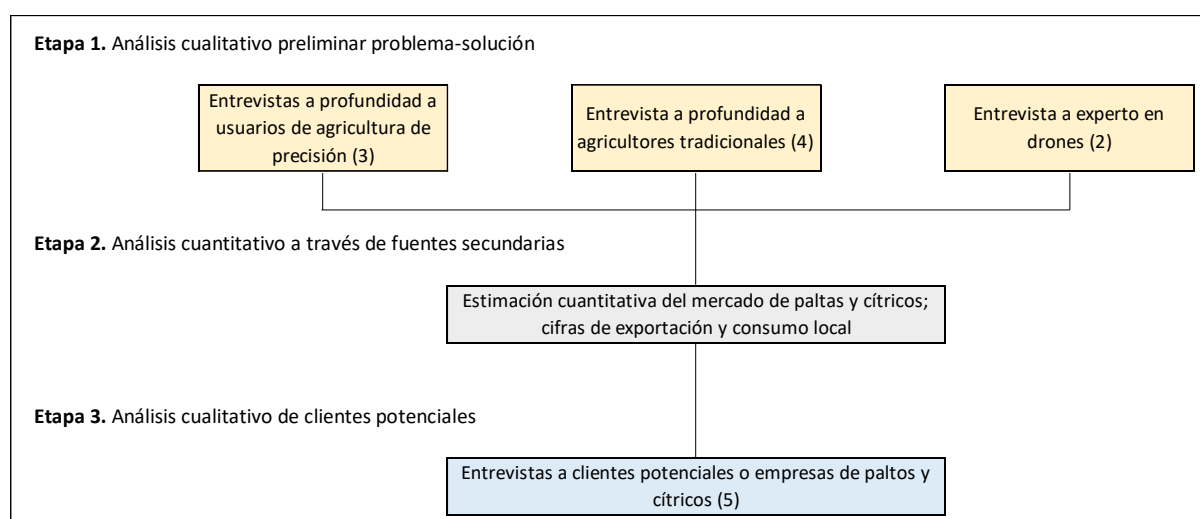 Etapa 1. Análisis cualitativo preliminar problema-solución
Entrevistas a profundidad a
usuarios de agricultura de
precisión (3)
Entrevista a profundidad a
agricultores tradicionales (4)
Entrevista a experto en
drones (2)
Etapa 2. Análisis cuantitativo a través de fuentes secundarias
Estimación cuantitativa del mercado de paltas y cítricos;
cifras de exportación y consumo local
Etapa 3. Análisis cualitativo de clientes potenciales
Entrevistas a clientes potenciales o empresas de paltos y
cítricos (5)